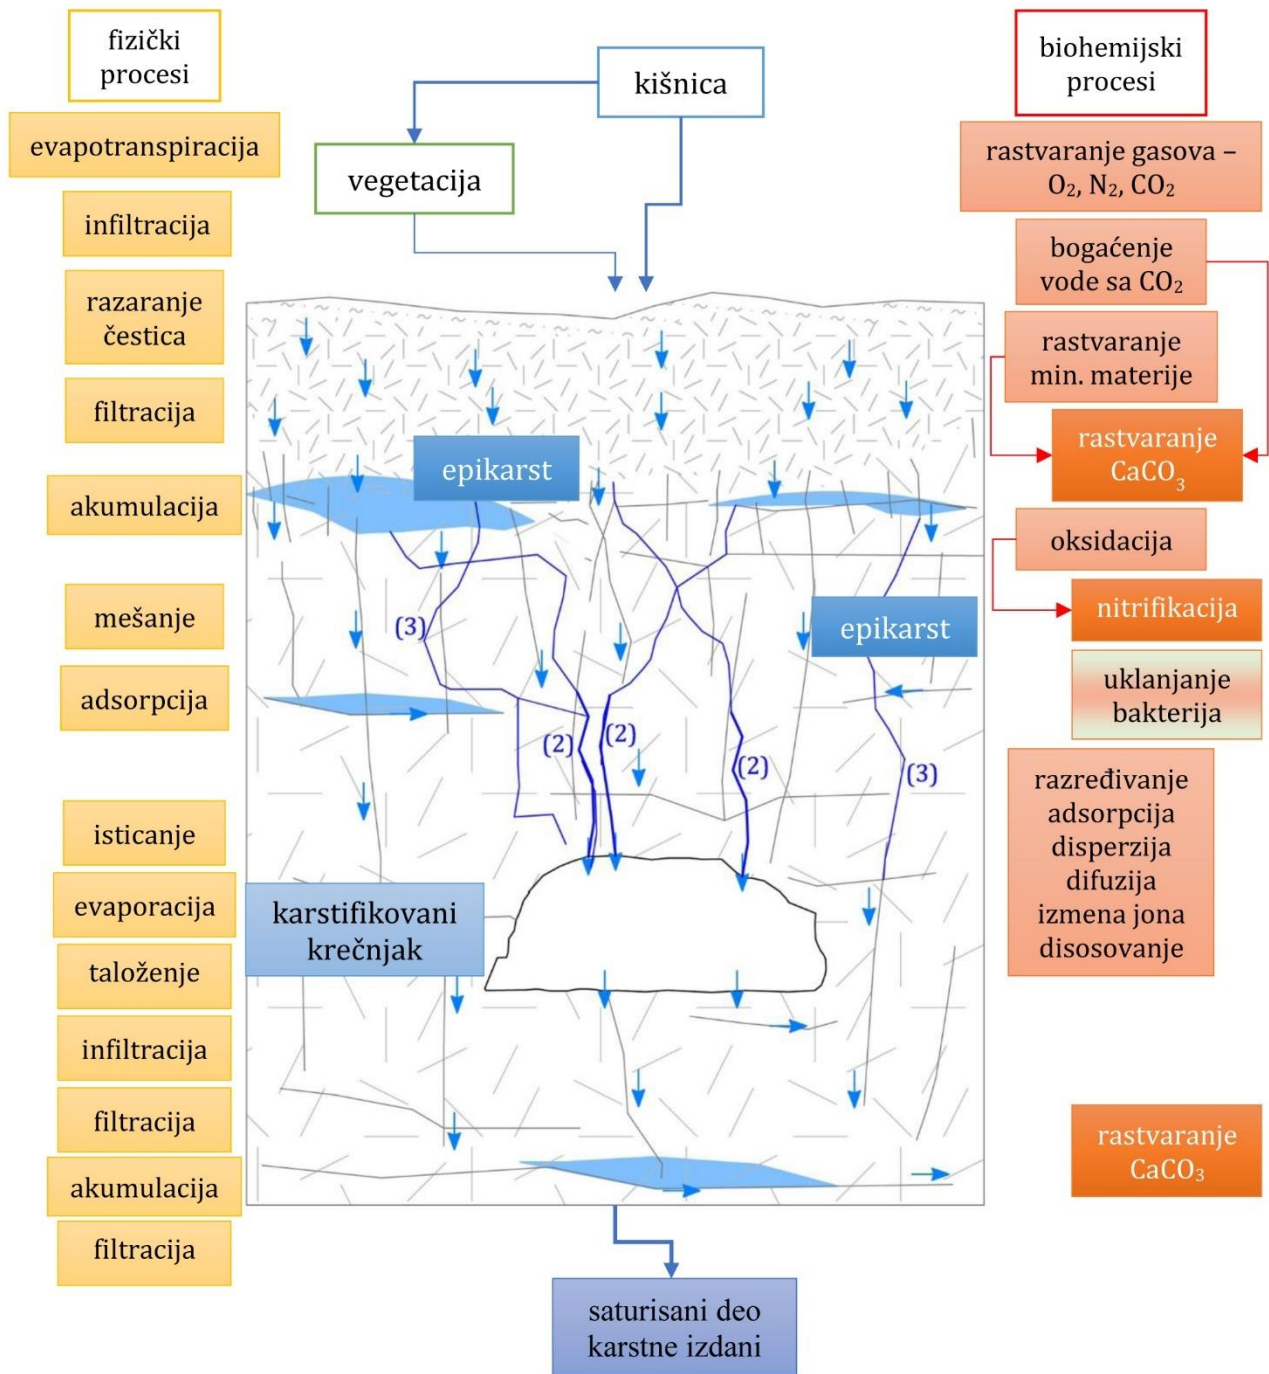 fizički
procesi
evapotranspiracija
infiltracija
razaranje
čestica
filtracija
akumulacija
mešanje
adsorpcija
isticanje
evaporacija
taloženje
infiltracija
filtracija
akumulacija
filtracija
kišnica
vegetacija
epikarst
epikarst
(3)
(2)
(2)
(2)
(3)
karstifikovani
krečnjak
saturisani deo
karstne izdani
biohemijski
procesi
rastvaranje gasova –
O₂, N₂, CO₂
bogaćenje
vode sa CO₂
rastvaranje
min. materije
rastvaranje
CaCO₃
oksidacija
nitrifikacija
uklanjanje
bakterija
razređivanje
adsorpcija
disperzija
difuzija
izmena jona
disosovanje
rastvaranje
CaCO₃